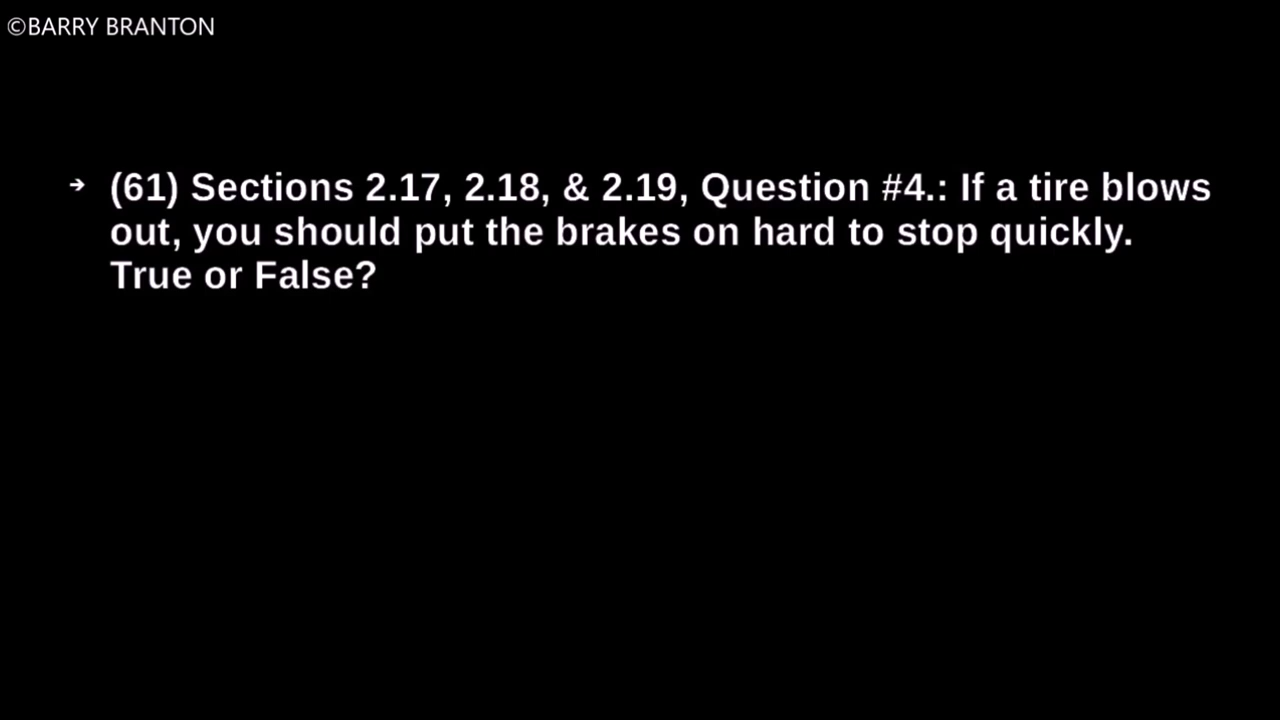 ©BARRY BRANTON
➔ (61) Sections 2.17, 2.18, & 2.19, Question #4.: If a tire blows
out, you should put the brakes on hard to stop quickly.
True or False?